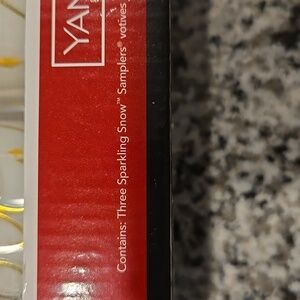 YAN
Contains: Three Sparkling Snow™ Samplers® votives